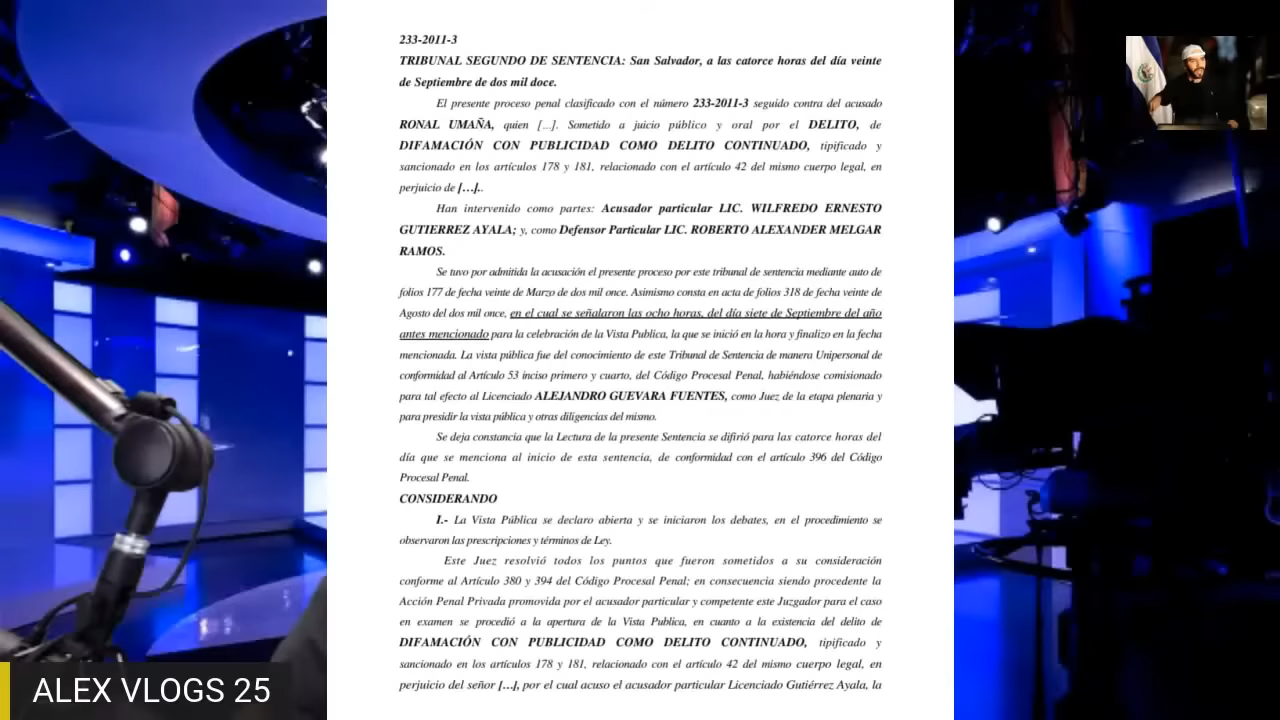 233-2011-3
TRIBUNAL SEGUNDO DE SENTENCIA: San Salvador, a las catorce horas del día veinte
de Septiembre de dos mil doce.
El presente proceso penal clasificado con el número 233-2011-3 seguido contra del acusado
RONAL UMAÑA, quien [...]. Sometido a juicio público y oral por el DELITO, de
DIFAMACIÓN CON PUBLICIDAD COMO DELITO CONTINUADO, tipificado y
sancionado en los artículos 178 y 181, relacionado con el artículo 42 del mismo cuerpo legal, en
perjuicio de [...]..
Han intervenido como partes: Acusador particular LIC. WILFREDO ERNESTO
GUTIERREZ AYALA; y, como Defensor Particular LIC. ROBERTO ALEXANDER MELGAR
RAMOS.
Se tuvo por admitida la acusación el presente proceso por este tribunal de sentencia mediante auto de
folios 177 de fecha veinte de Marzo de dos mil once. Asimismo consta en acta de folios 318 de fecha veinte de
Agosto del dos mil once, en el cual se señalaron las ocho horas, del día siete de Septiembre del año
antes mencionado para la celebración de la Vista Publica, la que se inició en la hora y finalizo en la fecha
mencionada. La vista pública fue del conocimiento de este Tribunal de Sentencia de manera Unipersonal de
conformidad al Artículo 53 inciso primero y cuarto, del Código Procesal Penal, habiéndose comisionado
para tal efecto al Licenciado ALEJANDRO GUEVARA FUENTES, como Juez de la etapa plenaria y
para presidir la vista pública y otras diligencias del mismo.
Se deja constancia que la Lectura de la presente Sentencia se difirió para las catorce horas del
día que se menciona al inicio de esta sentencia, de conformidad con el artículo 396 del Código
Procesal Penal.
CONSIDERANDO
I.- La Vista Pública se declaro abierta y se iniciaron los debates, en el procedimiento se
observaron las prescripciones y términos de Ley.
Este Juez resolvió todos los puntos que fueron sometidos a su consideración
conforme al Artículo 380 y 394 del Código Procesal Penal; en consecuencia siendo procedente la
Acción Penal Privada promovida por el acusador particular y competente este Juzgador para el caso
en examen se procedió a la apertura de la Vista Publica, en cuanto a la existencia del delito de
DIFAMACIÓN CON PUBLICIDAD COMO DELITO CONTINUADO, tipificado y
sancionado en los artículos 178 y 181, relacionado con el artículo 42 del mismo cuerpo legal, en
perjuicio del señor [...], por el cual acuso el acusador particular Licenciado Gutiérrez Ayala, la
ALEX VLOGS 25